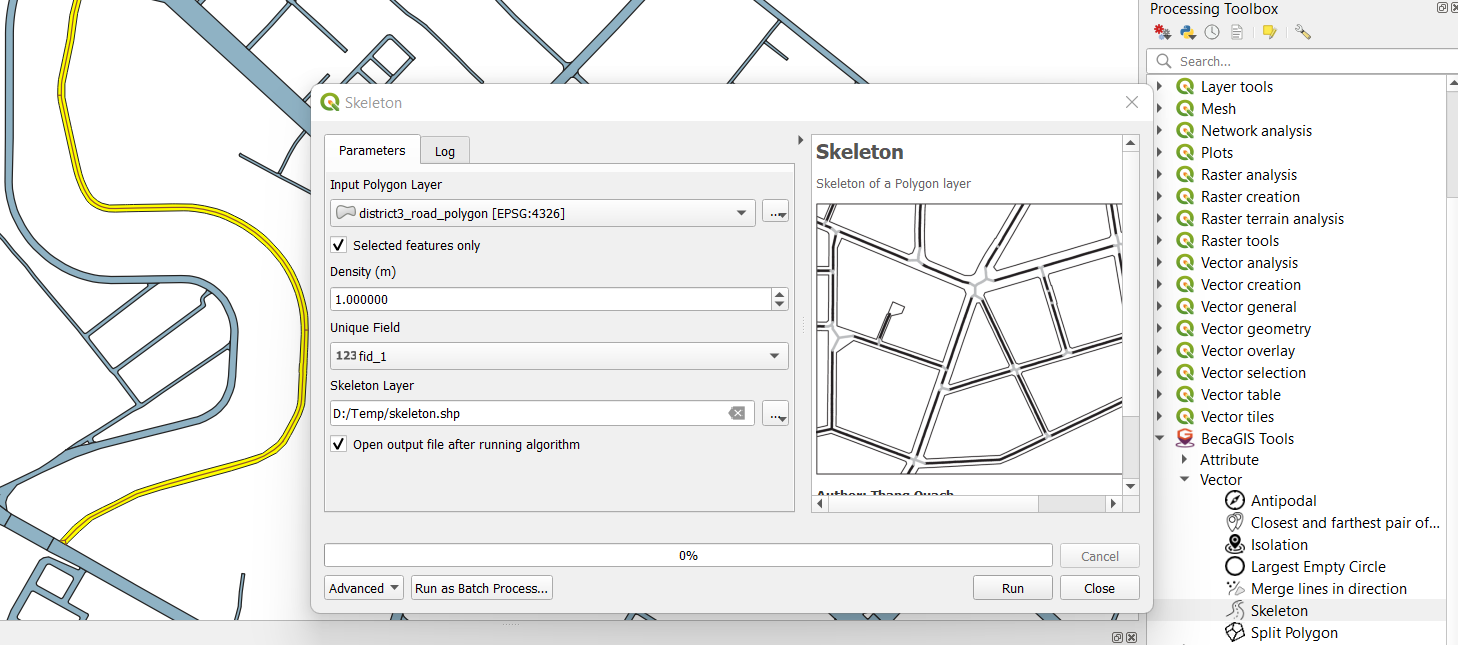 Processing Toolbox
Search...
Layer tools
Mesh
Network analysis
Plots
Raster analysis
Raster creation
Raster terrain analysis
Raster tools
Vector analysis
Vector creation
Vector general
Vector geometry
Vector overlay
Vector selection
Vector table
Vector tiles
BecaGIS Tools
Attribute
Vector
Antipodal
Closest and farthest pair of...
Isolation
Largest Empty Circle
Merge lines in direction
Skeleton
Split Polygon
Skeleton
Parameters
Log
Input Polygon Layer
district3_road_polygon [EPSG:4326]
...
Selected features only
Density (m)
1.000000
Unique Field
123 fid_1
Skeleton Layer
D:/Temp/skeleton.shp
...
Open output file after running algorithm
Skeleton
Skeleton of a Polygon layer
Author: Thang Quach
0%
Cancel
Advanced
Run as Batch Process...
Run
Close